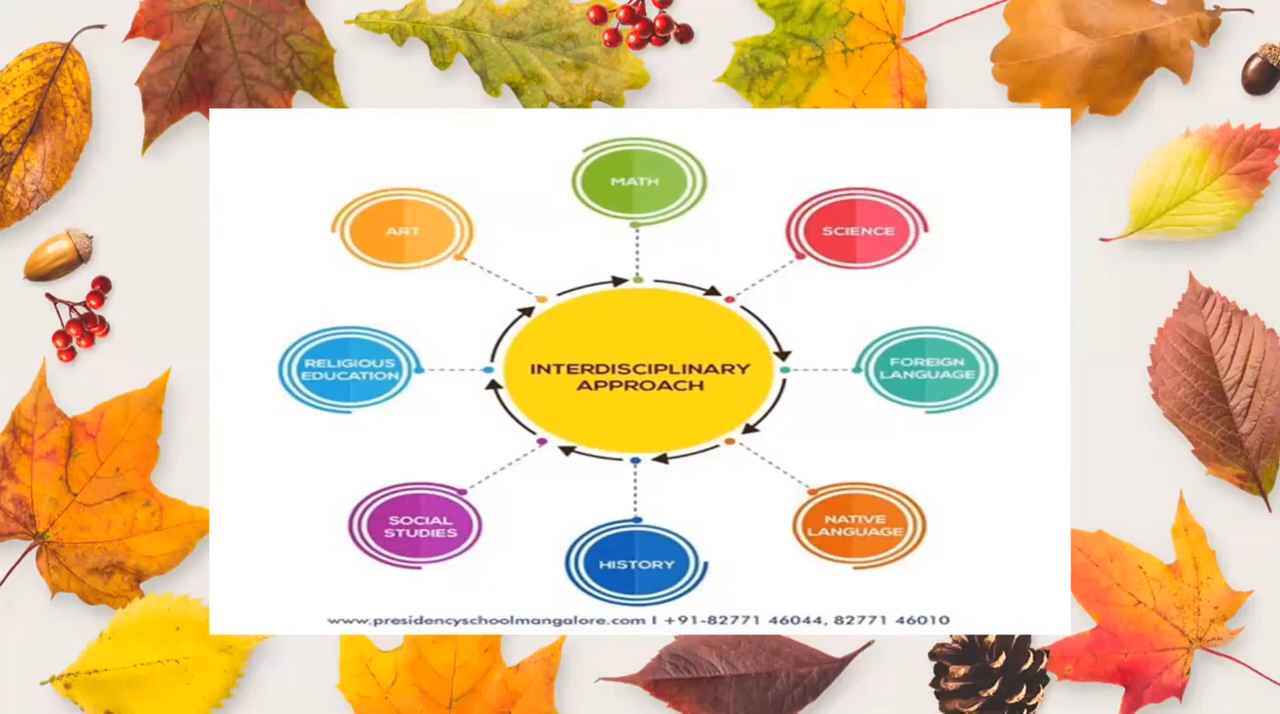 MATH
ART
SCIENCE
RELIGIOUS
EDUCATION
INTERDISCIPLINARY
APPROACH
FOREIGN
LANGUAGE
SOCIAL
STUDIES
NATIVE
LANGUAGE
HISTORY
www.presidencyschoolmangalore.com I +91-82771 46044, 82771 46010